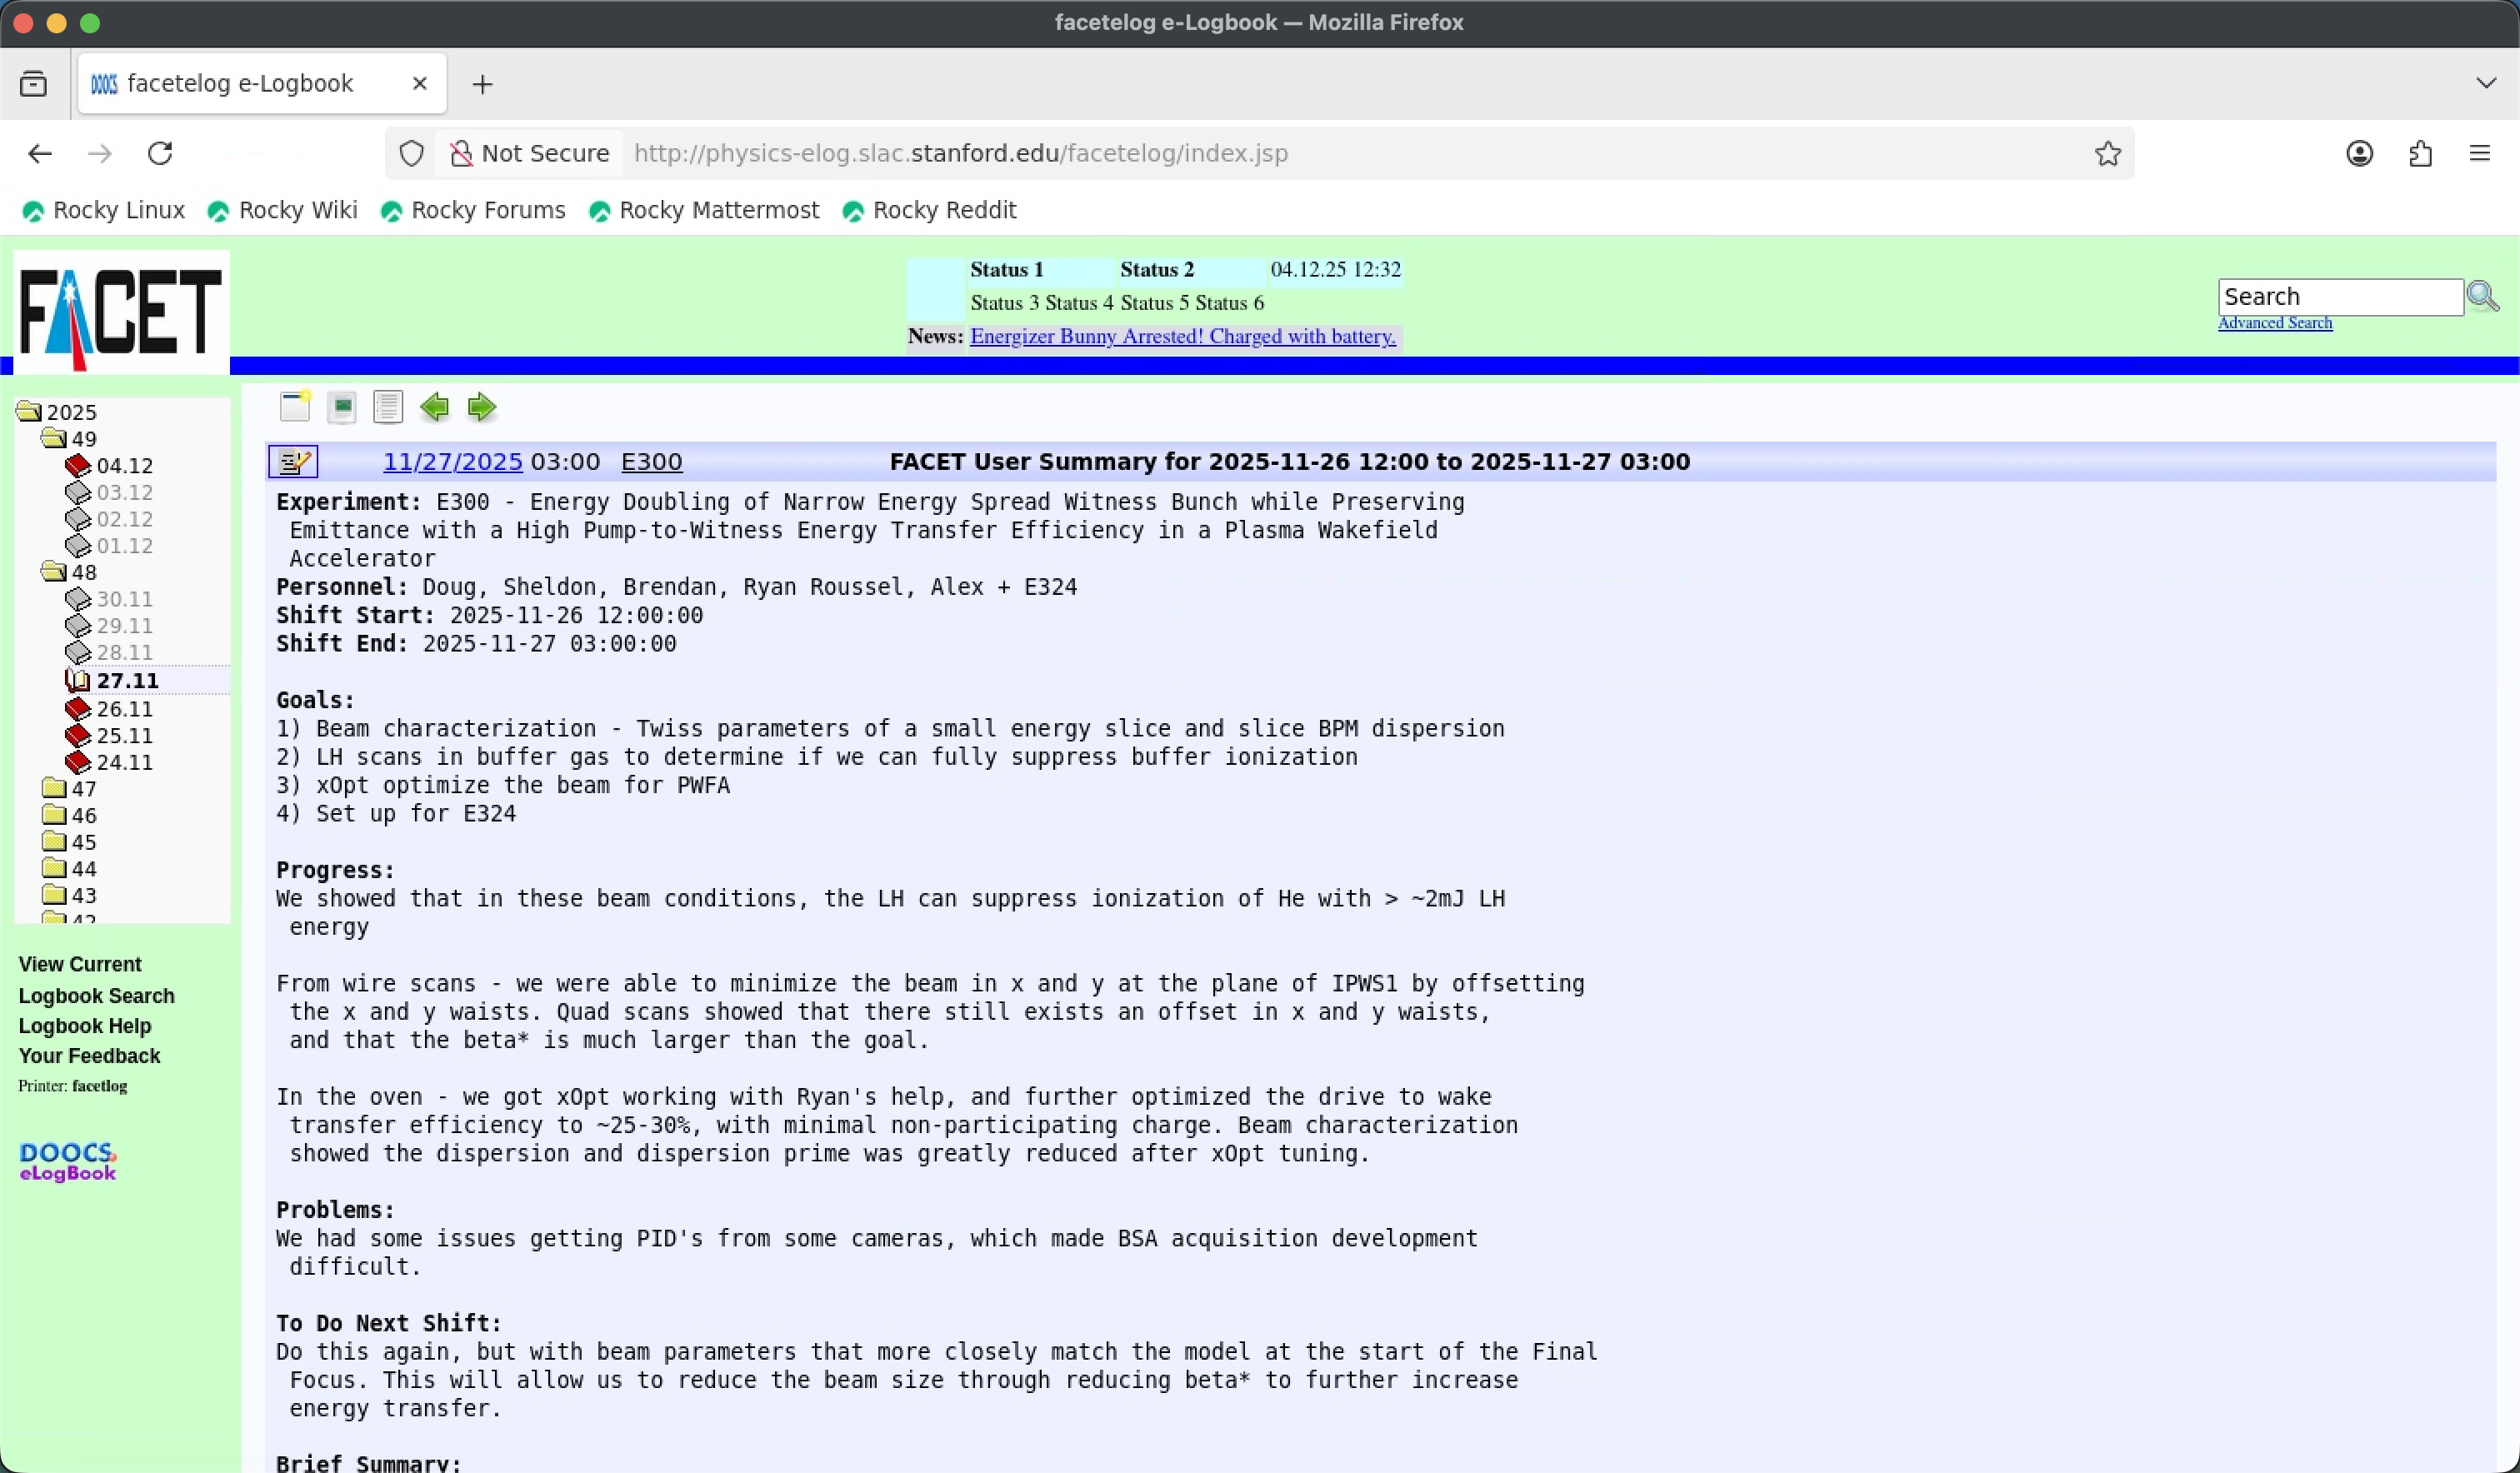 facetelog e-Logbook — Mozilla Firefox
DOOCS facetelog e-Logbook
Not Secure http://physics-elog.slac.stanford.edu/facetelog/index.jsp
Rocky Linux Rocky Wiki Rocky Forums Rocky Mattermost Rocky Reddit
FACET
Status 1 Status 2 04.12.25 12:32
Status 3 Status 4 Status 5 Status 6
News: Energizer Bunny Arrested! Charged with battery.
Search
Advanced Search
2025
49
04.12
03.12
02.12
01.12
48
30.11
29.11
28.11
27.11
26.11
25.11
24.11
47
46
45
44
43
42
View Current
Logbook Search
Logbook Help
Your Feedback
Printer: facetlog
DOOCS
eLogBook
11/27/2025 03:00 E300 FACET User Summary for 2025-11-26 12:00 to 2025-11-27 03:00
Experiment: E300 - Energy Doubling of Narrow Energy Spread Witness Bunch while Preserving
Emittance with a High Pump-to-Witness Energy Transfer Efficiency in a Plasma Wakefield
Accelerator
Personnel: Doug, Sheldon, Brendan, Ryan Roussel, Alex + E324
Shift Start: 2025-11-26 12:00:00
Shift End: 2025-11-27 03:00:00
Goals:
1) Beam characterization - Twiss parameters of a small energy slice and slice BPM dispersion
2) LH scans in buffer gas to determine if we can fully suppress buffer ionization
3) xOpt optimize the beam for PWFA
4) Set up for E324
Progress:
We showed that in these beam conditions, the LH can suppress ionization of He with > ~2mJ LH
energy
From wire scans - we were able to minimize the beam in x and y at the plane of IPWS1 by offsetting
the x and y waists. Quad scans showed that there still exists an offset in x and y waists,
and that the beta* is much larger than the goal.
In the oven - we got xOpt working with Ryan's help, and further optimized the drive to wake
transfer efficiency to ~25-30%, with minimal non-participating charge. Beam characterization
showed the dispersion and dispersion prime was greatly reduced after xOpt tuning.
Problems:
We had some issues getting PID's from some cameras, which made BSA acquisition development
difficult.
To Do Next Shift:
Do this again, but with beam parameters that more closely match the model at the start of the Final
Focus. This will allow us to reduce the beam size through reducing beta* to further increase
energy transfer.
Brief Summary: